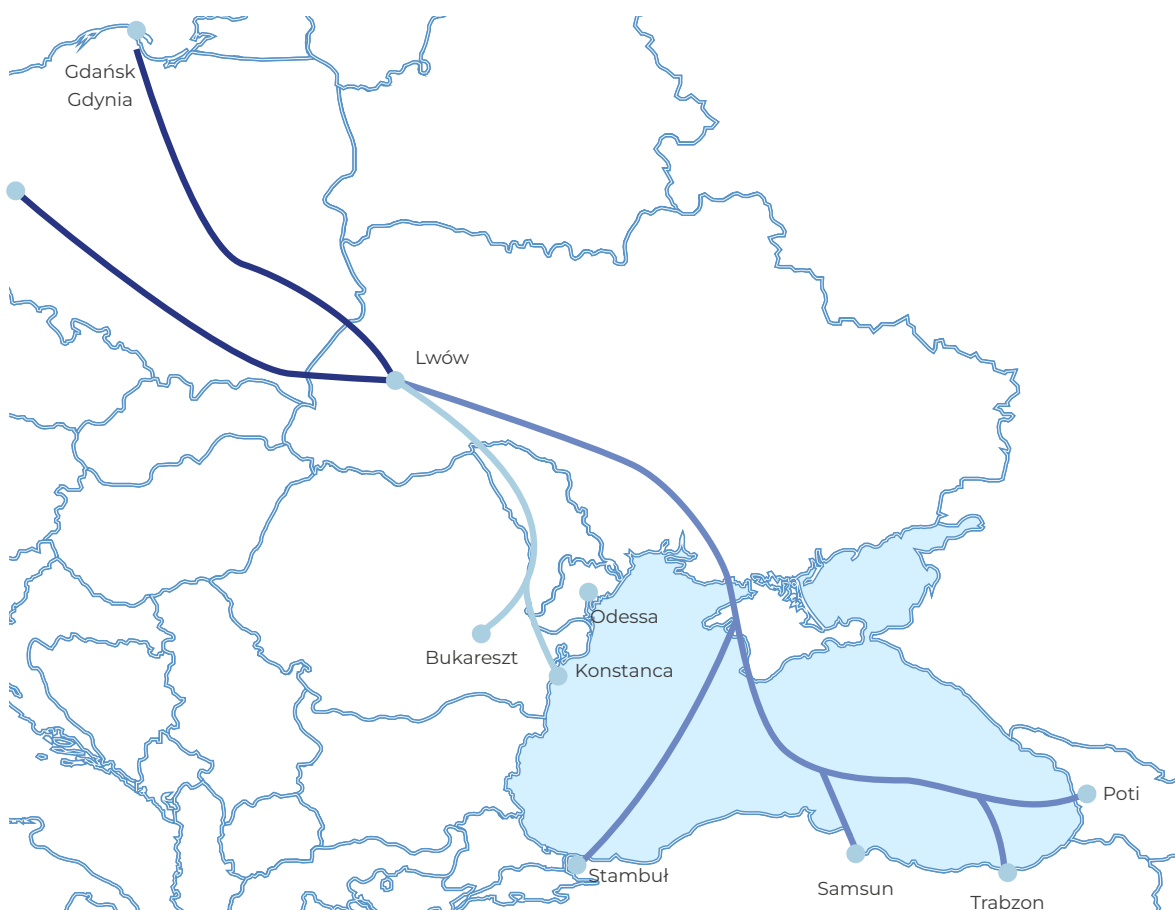 Gdańsk
Gdynia
Lwów
Odessa
Bukareszt
Konstanca
Poti
Stambuł
Samsun
Trabzon